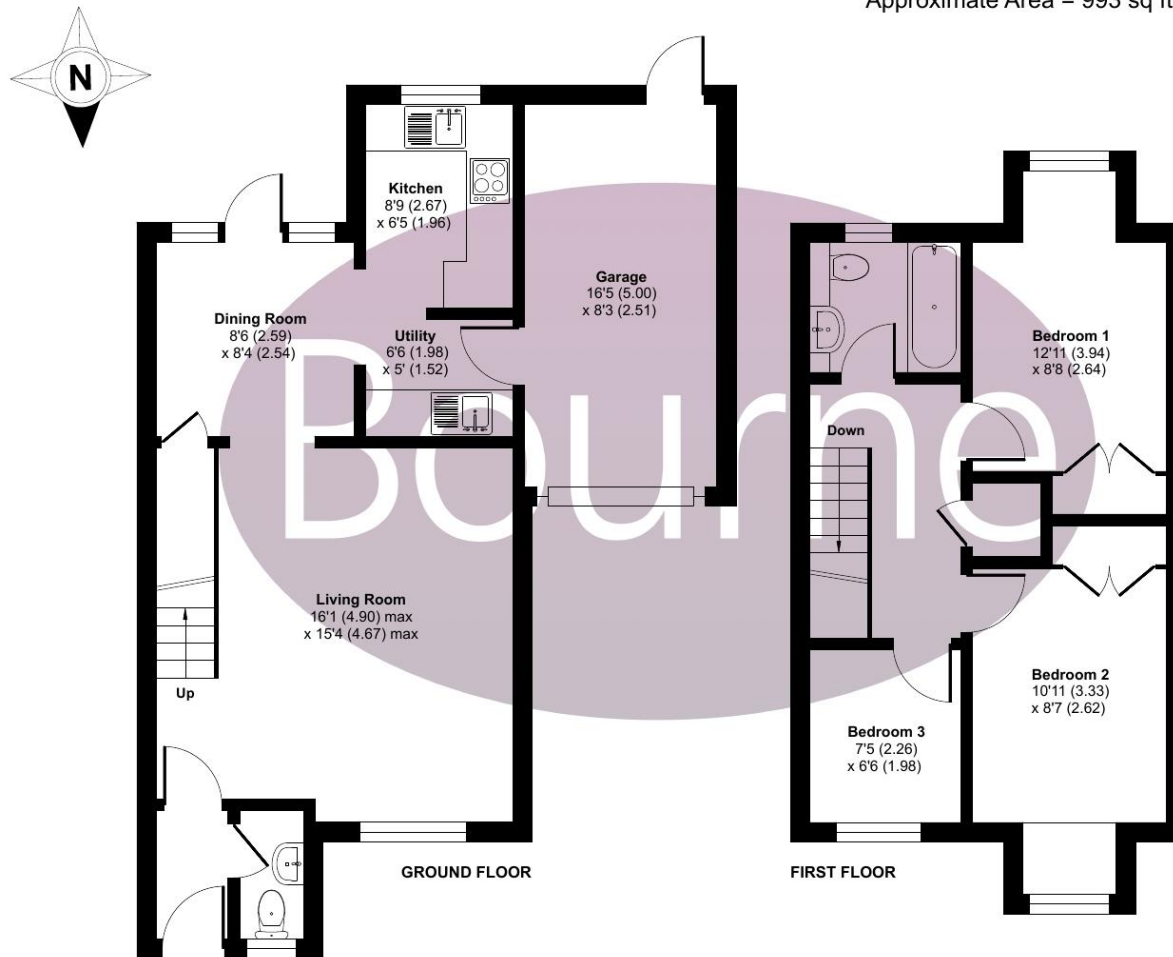 Approximate Area = 993 sq ft
N
Kitchen
8'9 (2.67)
x 6'5 (1.96)
Garage
16'5 (5.00)
x 8'3 (2.51)
Dining Room
8'6 (2.59)
x 8'4 (2.54)
Utility
6'6 (1.98)
x 5' (1.52)
Bedroom 1
12'11 (3.94)
x 8'8 (2.64)
Bourne
Down
Living Room
16'1 (4.90) max
x 15'4 (4.67) max
Up
Bedroom 2
10'11 (3.33)
x 8'7 (2.62)
Bedroom 3
7'5 (2.26)
x 6'6 (1.98)
GROUND FLOOR
FIRST FLOOR